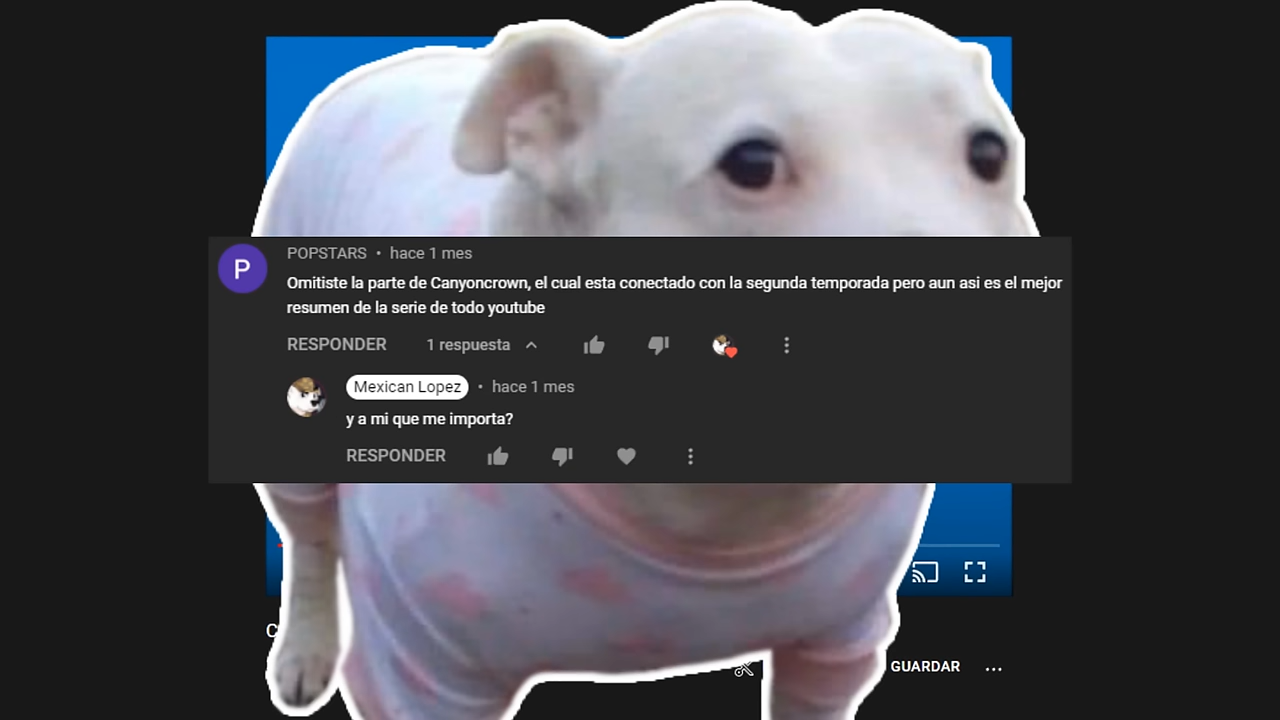 P
POPSTARS • hace 1 mes
Omitiste la parte de Canyoncrown, el cual esta conectado con la segunda temporada pero aun asi es el mejor
resumen de la serie de todo youtube
RESPONDER 1 respuesta
Mexican Lopez • hace 1 mes
y a mi que me importa?
RESPONDER
C
GUARDAR ...